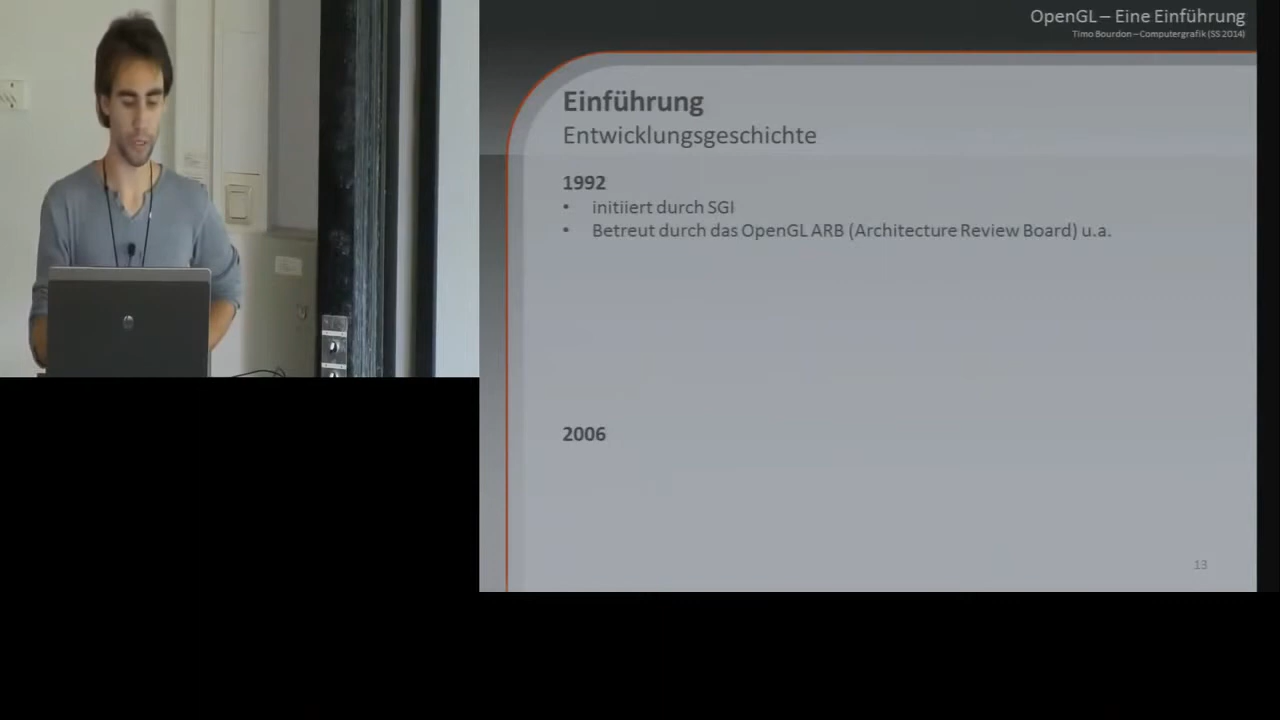 OpenGL – Eine Einführung
Timo Bourdon – Computergrafik (SS 2014)
Einführung
Entwicklungsgeschichte
1992
• initiiert durch SGI
• Betreut durch das OpenGL ARB (Architecture Review Board) u.a.
2006
13